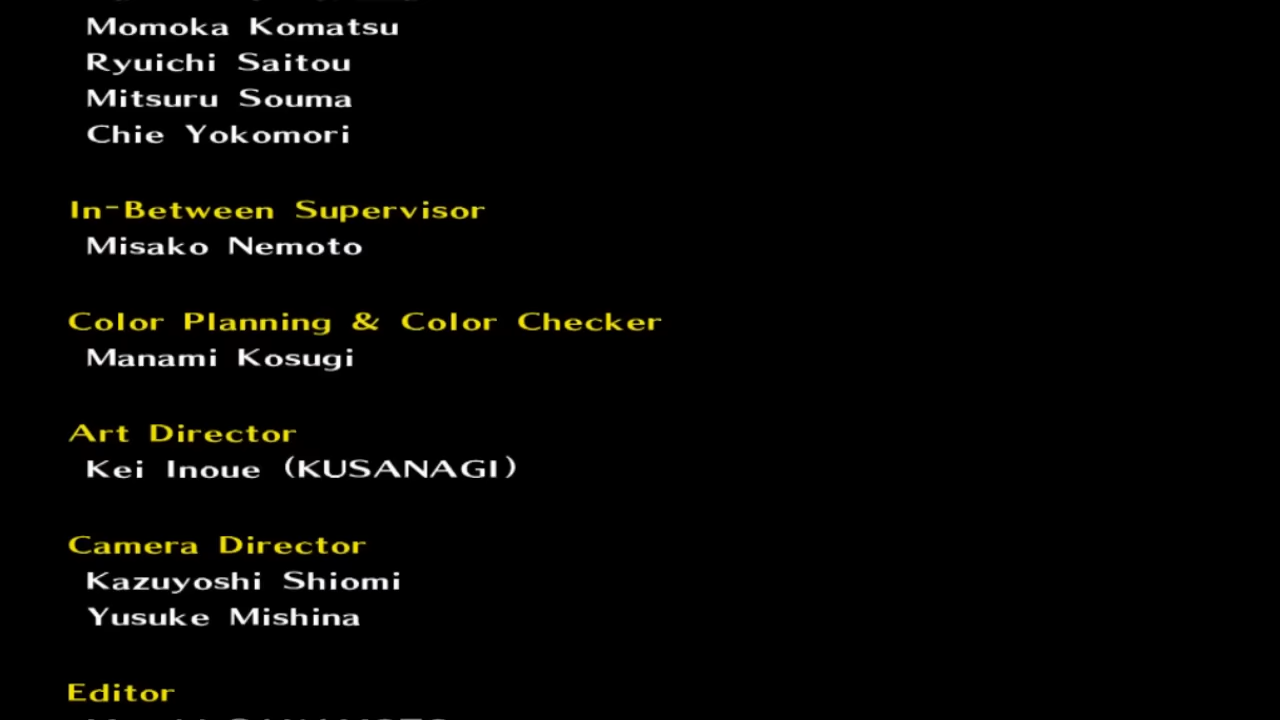 Momoka Komatsu
Ryuichi Saitou
Mitsuru Souma
Chie Yokomori
In-Between Supervisor
Misako Nemoto
Color Planning & Color Checker
Manami Kosugi
Art Director
Kei Inoue (KUSANAGI)
Camera Director
Kazuyoshi Shiomi
Yusuke Mishina
Editor